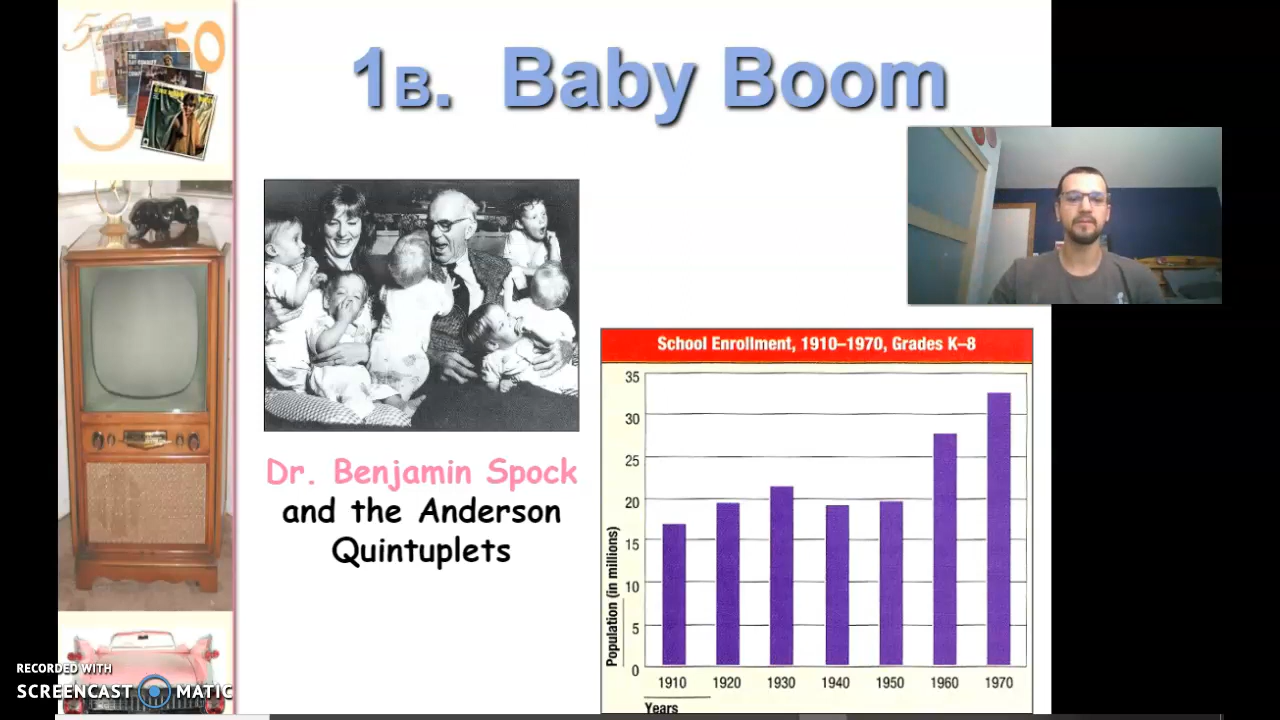 50
1B. Baby Boom
Dr. Benjamin Spock
and the Anderson
Quintuplets
School Enrollment, 1910–1970, Grades K–8
Population (in millions)
35
30
25
20
15
10
5
0
1910 1920 1930 1940 1950 1960 1970
Years
RECORDED WITH
SCREENCAST MATIC